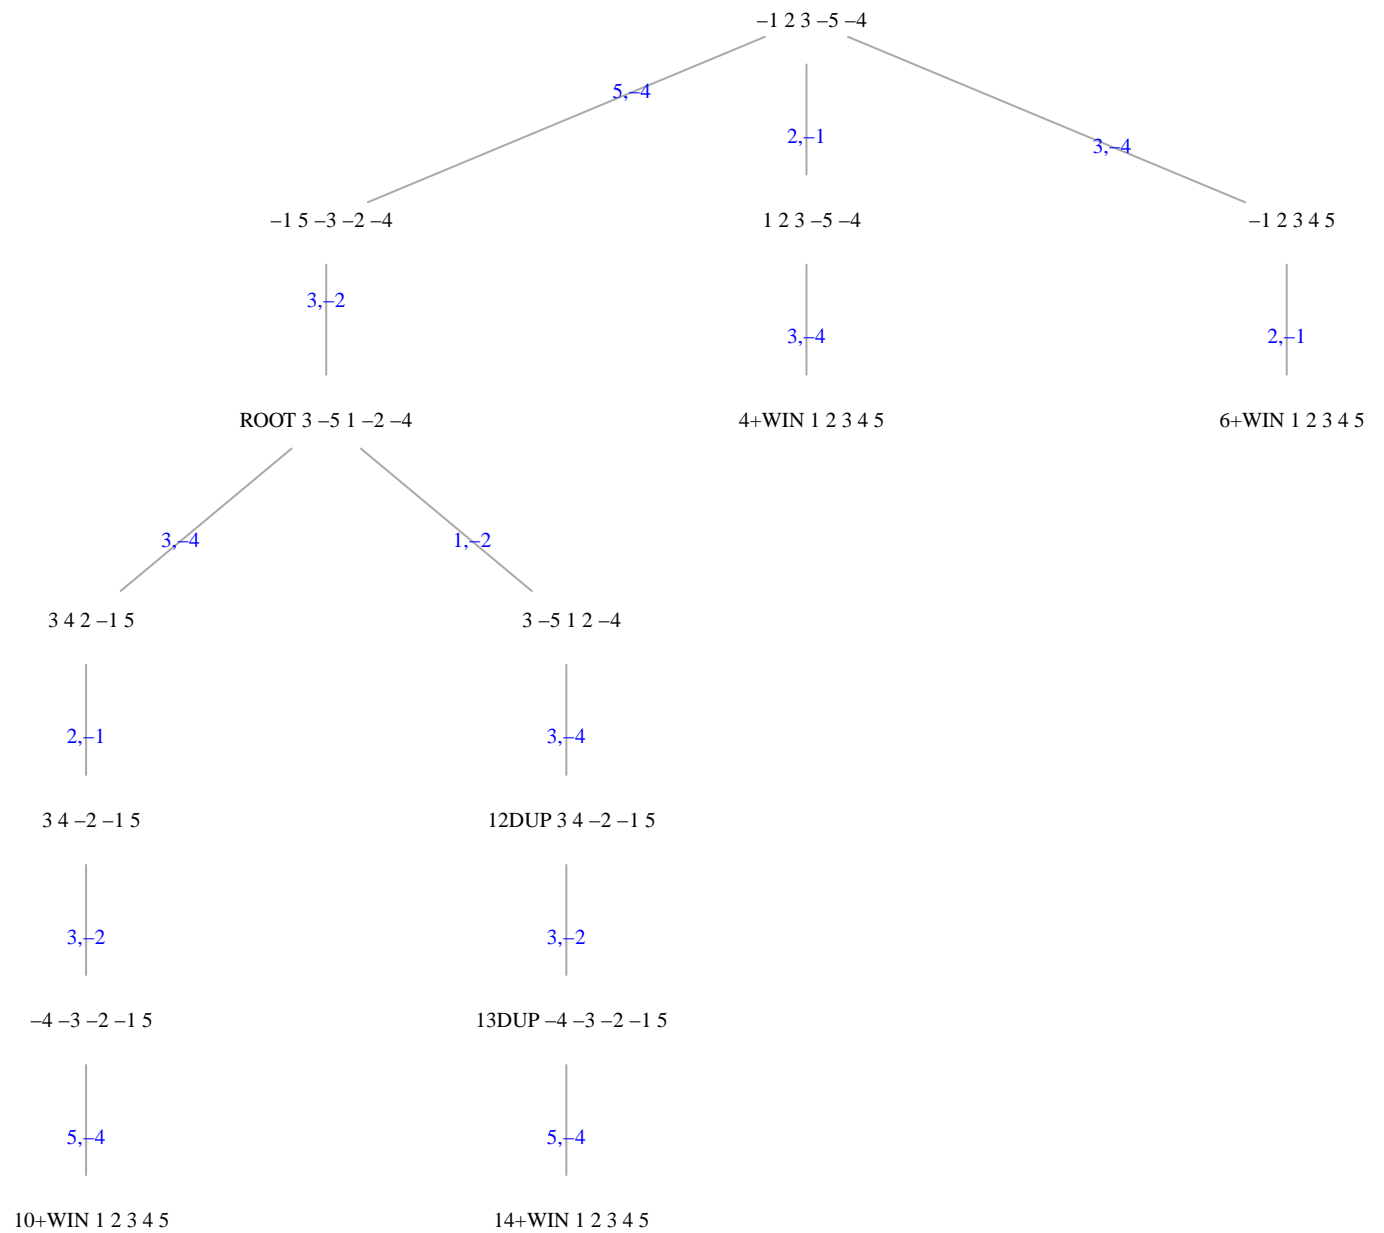 –1 2 3 –5 –4
5,–4
2,–1
3,–4
–1 5 –3 –2 –4
1 2 3 –5 –4
–1 2 3 4 5
3,–2
3,–4
2,–1
ROOT 3 –5 1 –2 –4
4+WIN 1 2 3 4 5
6+WIN 1 2 3 4 5
3,–4
1,–2
3 4 2 –1 5
3 –5 1 2 –4
2,–1
3,–4
3 4 –2 –1 5
12DUP 3 4 –2 –1 5
3,–2
3,–2
–4 –3 –2 –1 5
13DUP –4 –3 –2 –1 5
5,–4
5,–4
10+WIN 1 2 3 4 5
14+WIN 1 2 3 4 5